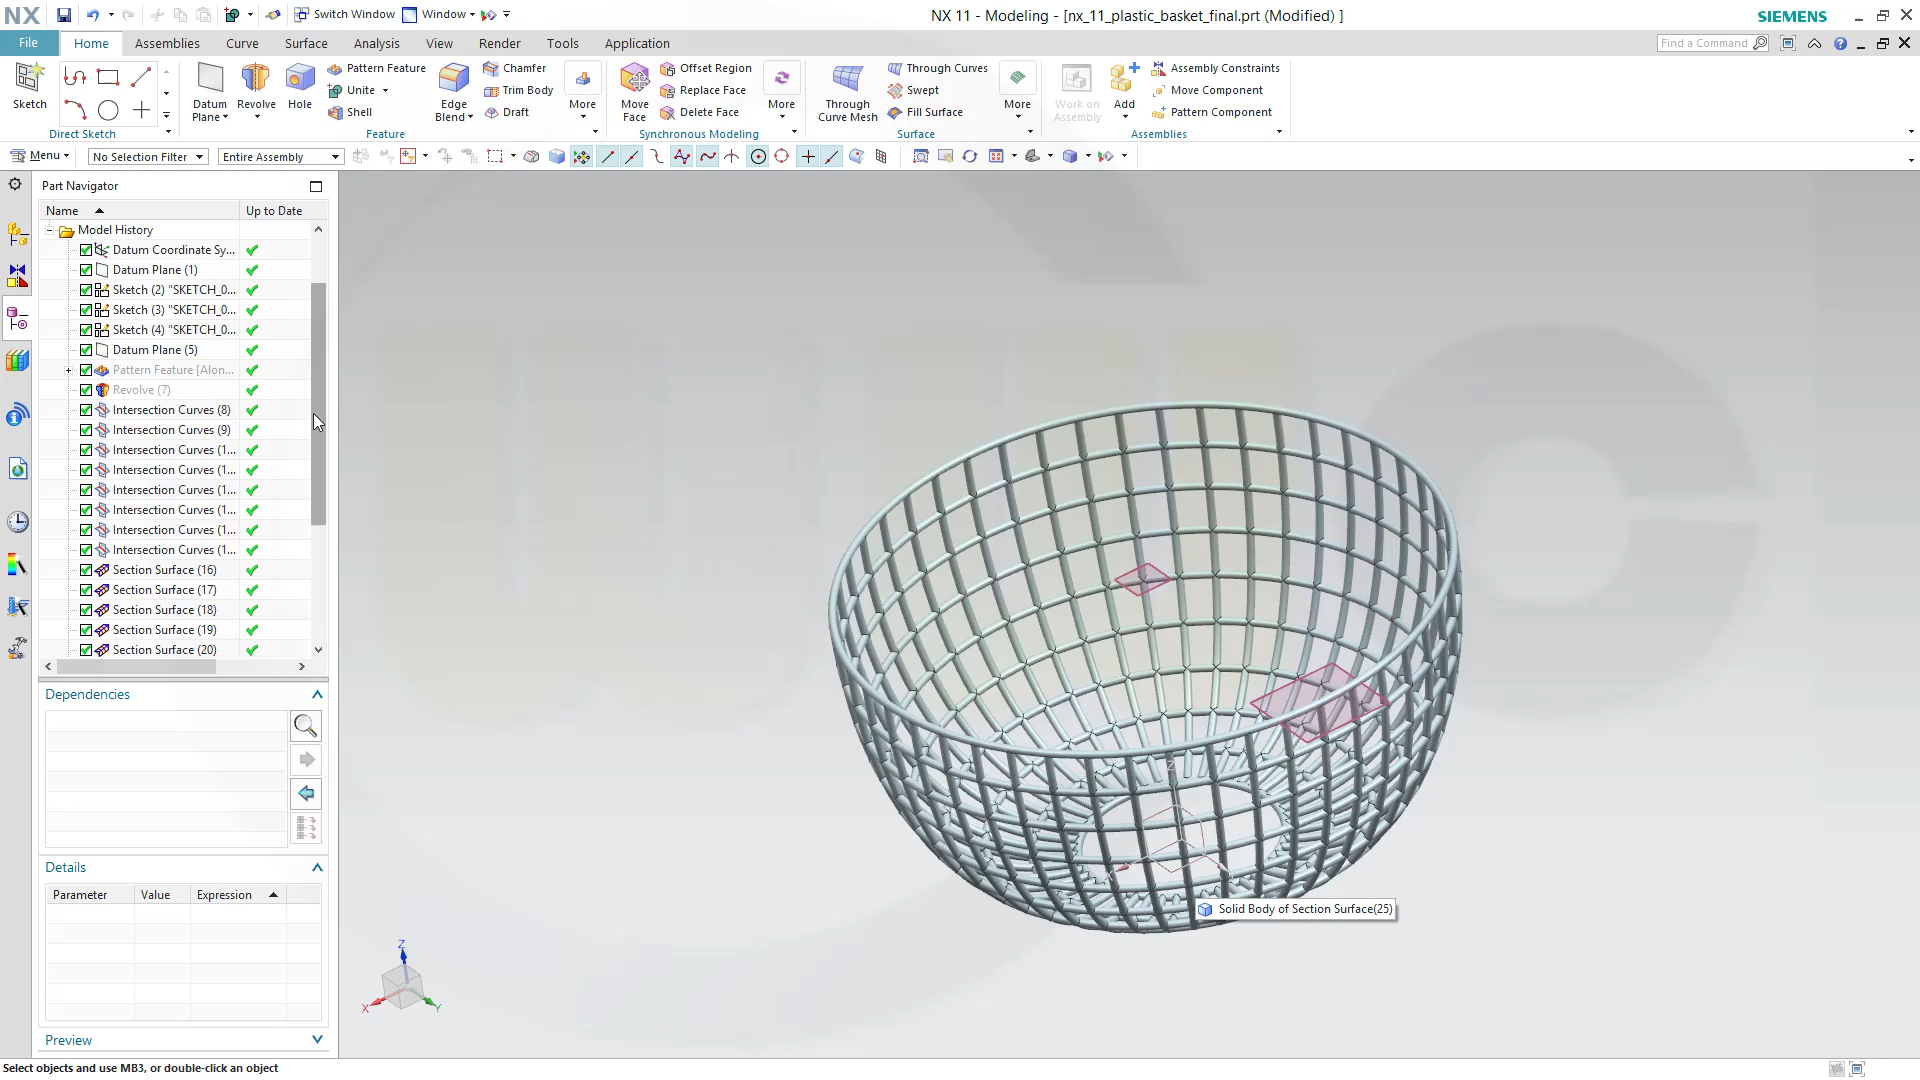 NX
Switch Window
Window
NX 11 - Modeling - [nx_11_plastic_basket_final.prt (Modified) ]
SIEMENS
File
Home
Assemblies
Curve
Surface
Analysis
View
Render
Tools
Application
Find a Command
Sketch
Direct Sketch
Datum
Plane
Revolve
Hole
Pattern Feature
Unite
Shell
Edge
Blend
Chamfer
Trim Body
Draft
More
Feature
Move
Face
Offset Region
Replace Face
Delete Face
More
Synchronous Modeling
Through
Curve Mesh
Through Curves
Swept
Fill Surface
More
Surface
Work on
Assembly
Add
Assembly Constraints
Move Component
Pattern Component
Assemblies
Menu
No Selection Filter
Entire Assembly
Part Navigator
Name
Up to Date
Model History
Datum Coordinate Sy...
Datum Plane (1)
Sketch (2) "SKETCH_0...
Sketch (3) "SKETCH_0...
Sketch (4) "SKETCH_0...
Datum Plane (5)
Pattern Feature [Alon...
Revolve (7)
Intersection Curves (8)
Intersection Curves (9)
Intersection Curves (1...
Intersection Curves (1...
Intersection Curves (1...
Intersection Curves (1...
Intersection Curves (1...
Intersection Curves (1...
Section Surface (16)
Section Surface (17)
Section Surface (18)
Section Surface (19)
Section Surface (20)
Dependencies
Details
Parameter
Value
Expression
Preview
Solid Body of Section Surface(25)
Z
X
Y
Z
Select objects and use MB3, or double-click an object